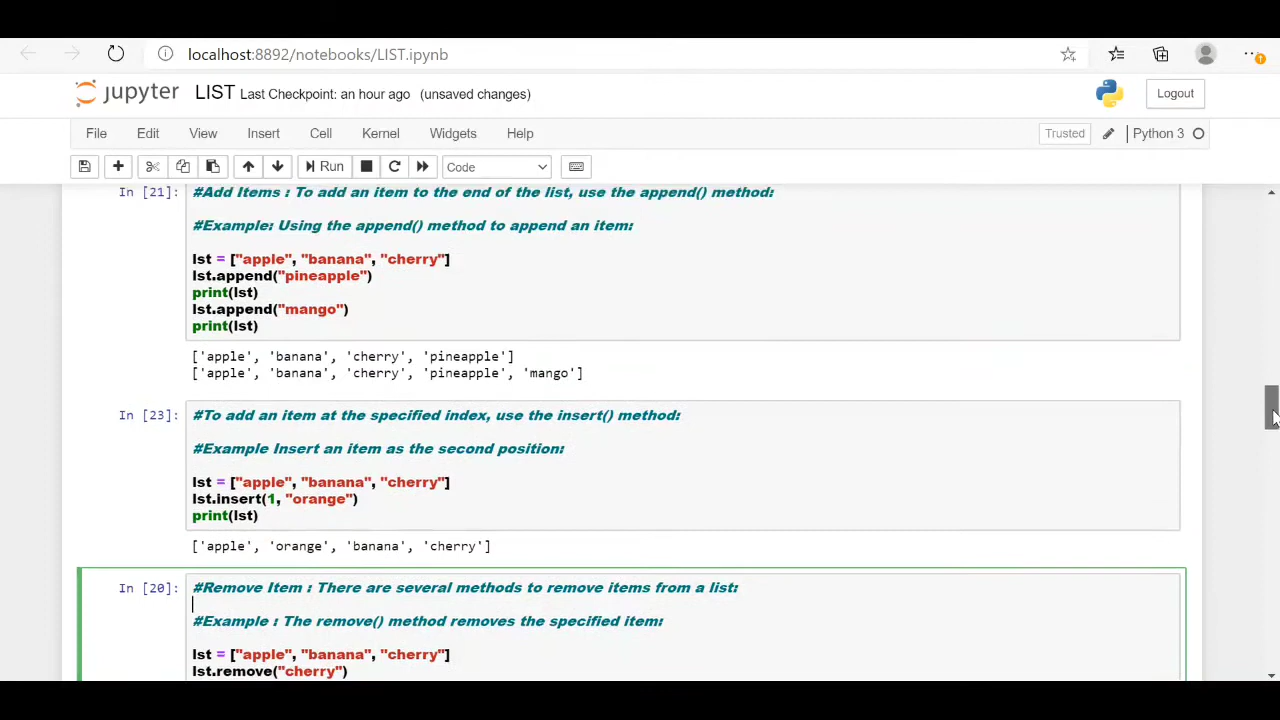 localhost:8892/notebooks/LIST.ipynb
jupyter LIST Last Checkpoint: an hour ago (unsaved changes) Logout
File Edit View Insert Cell Kernel Widgets Help Trusted Python 3
Run Code
In [21]: #Add Items : To add an item to the end of the list, use the append() method:
#Example: Using the append() method to append an item:
lst = ["apple", "banana", "cherry"]
lst.append("pineapple")
print(lst)
lst.append("mango")
print(lst)
['apple', 'banana', 'cherry', 'pineapple']
['apple', 'banana', 'cherry', 'pineapple', 'mango']
In [23]: #To add an item at the specified index, use the insert() method:
#Example Insert an item as the second position:
lst = ["apple", "banana", "cherry"]
lst.insert(1, "orange")
print(lst)
['apple', 'orange', 'banana', 'cherry']
In [20]: #Remove Item : There are several methods to remove items from a list:
#Example : The remove() method removes the specified item:
lst = ["apple", "banana", "cherry"]
lst.remove("cherry")